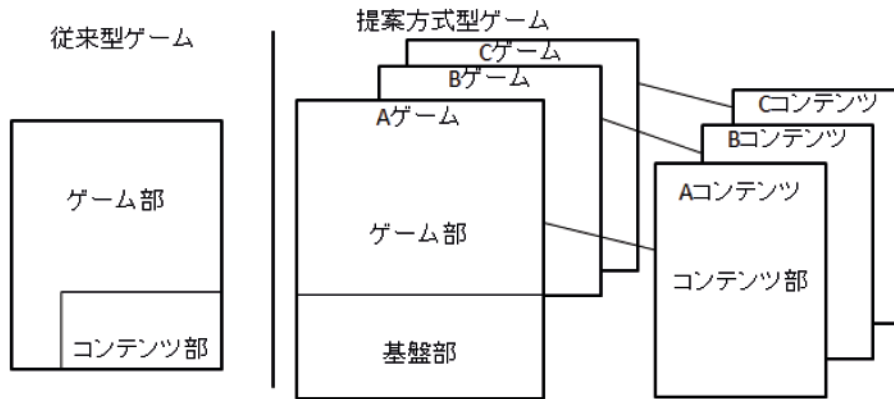 従来型ゲーム
ゲーム部
コンテンツ部
提案方式型ゲーム
Cゲーム
Bゲーム
Aゲーム
ゲーム部
基盤部
Cコンテンツ
Bコンテンツ
Aコンテンツ
コンテンツ部